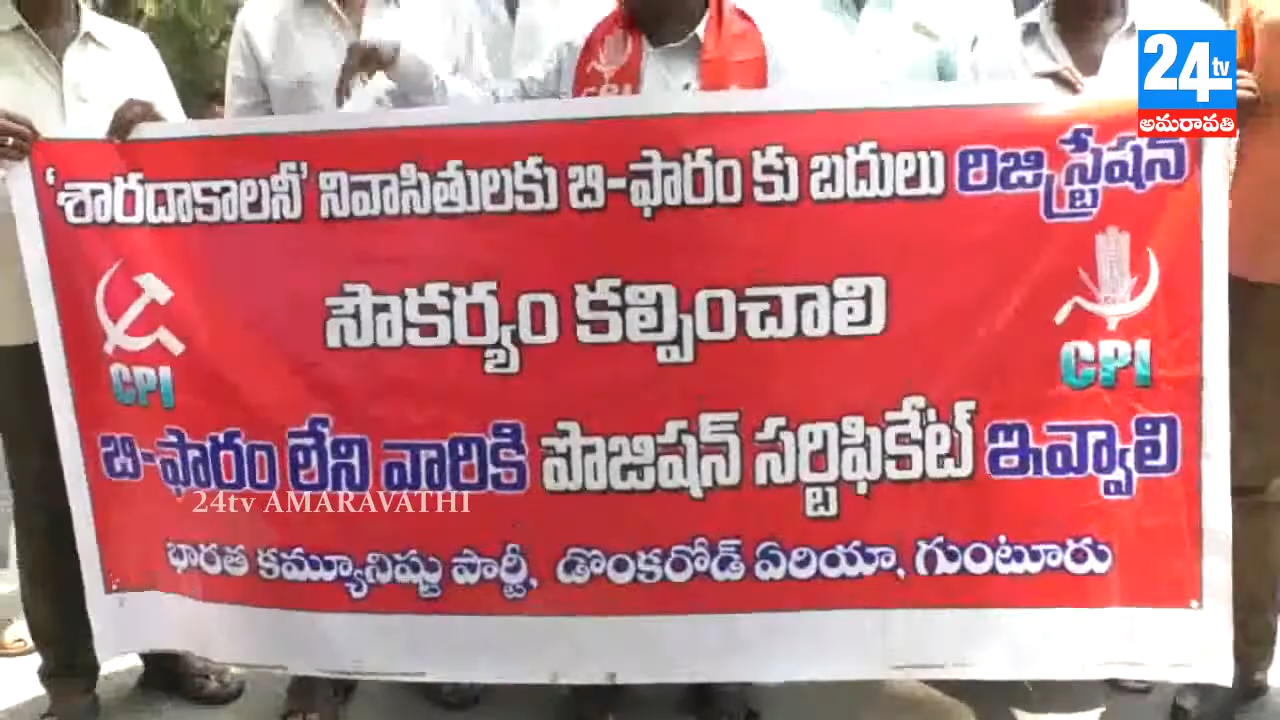 24tv
అమరావతి
'శారదాకాలనీ' నివాసితులకు బి-ఫారం కు బదులు రిజిస్ట్రేషన్
సౌకర్యం కల్పించాలి
CPI
CPI
బి-ఫారం లేని వారికి పొజిషన్ సర్టిఫికేట్ ఇవ్వాలి
24tv AMARAVATHI
భారత కమ్యూనిష్టు పార్టీ, డొంకరోడ్ ఏరియా, గుంటూరు